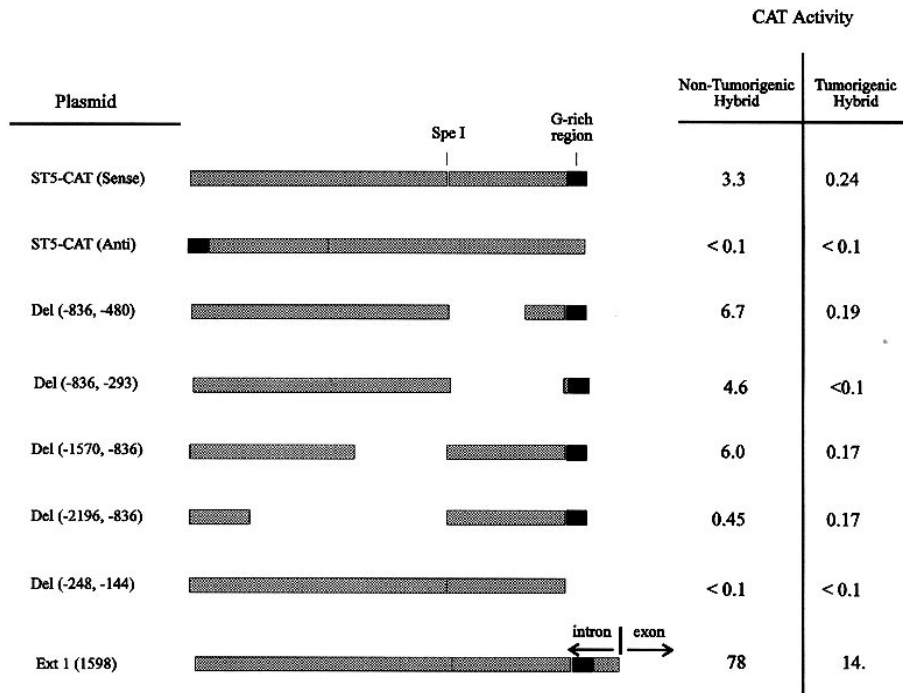 CAT Activity
Non-Tumorigenic Hybrid
Tumorigenic Hybrid
Plasmid
Spe I
G-rich region
ST5-CAT (Sense) 3.3 0.24
ST5-CAT (Anti) < 0.1 < 0.1
Del (-836, -480) 6.7 0.19
Del (-836, -293) 4.6 <0.1
Del (-1570, -836) 6.0 0.17
Del (-2196, -836) 0.45 0.17
Del (-248, -144) < 0.1 < 0.1
intron exon
Ext 1 (1598) 78 14.